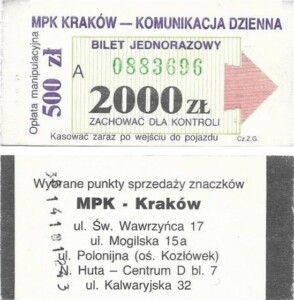 MPK KRAKÓW — KOMUNIKACJA DZIENNA
Opłata manipulacyjna
500 zł
BILET JEDNORAZOWY
A
0883696
2000 ZŁ
ZACHOWAĆ DLA KONTROLI
Kasować zaraz po wejściu do pojazdu
Cz.Z.G.
Wybrane punkty sprzedaży znaczków
MPK - Kraków
ul. Św. Wawrzyńca 17
ul. Mogilska 15a
ul. Polonijna (oś. Kozłówek)
N. Huta – Centrum D bl. 7
ul. Kalwaryjska 32